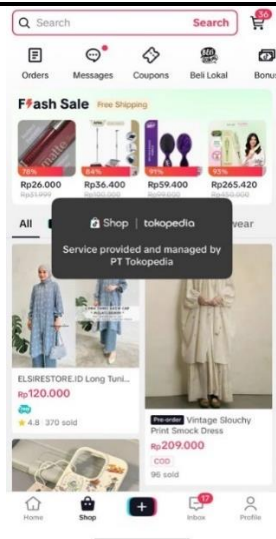 Search
Search
36
Orders
Messages
Coupons
Beli Lokal
Bonus
Flash Sale Free Shipping
78%
84%
91%
93%
Rp26.000
Rp36.400
Rp59.400
Rp265.420
All
Shop | tokopedia
wear
Service provided and managed by
PT Tokopedia
ELSIRESTORE.ID Long Tuni...
Rp120.000
4.8 370 sold
Pre-order Vintage Slouchy
Print Smock Dress
Rp209.000
COD
96 sold
Home
Shop
17
Inbox
Profile